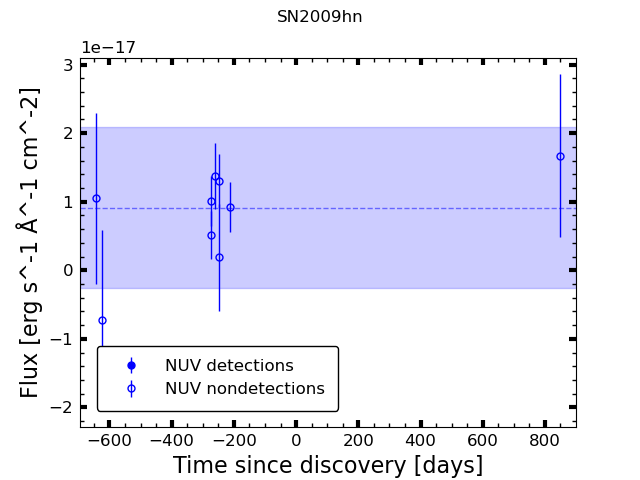 SN2009hn
1e−17
3
2
1
0
−1
−2
Flux [erg s^-1 Å^-1 cm^-2]
NUV detections
NUV nondetections
−600 −400 −200 0 200 400 600 800
Time since discovery [days]